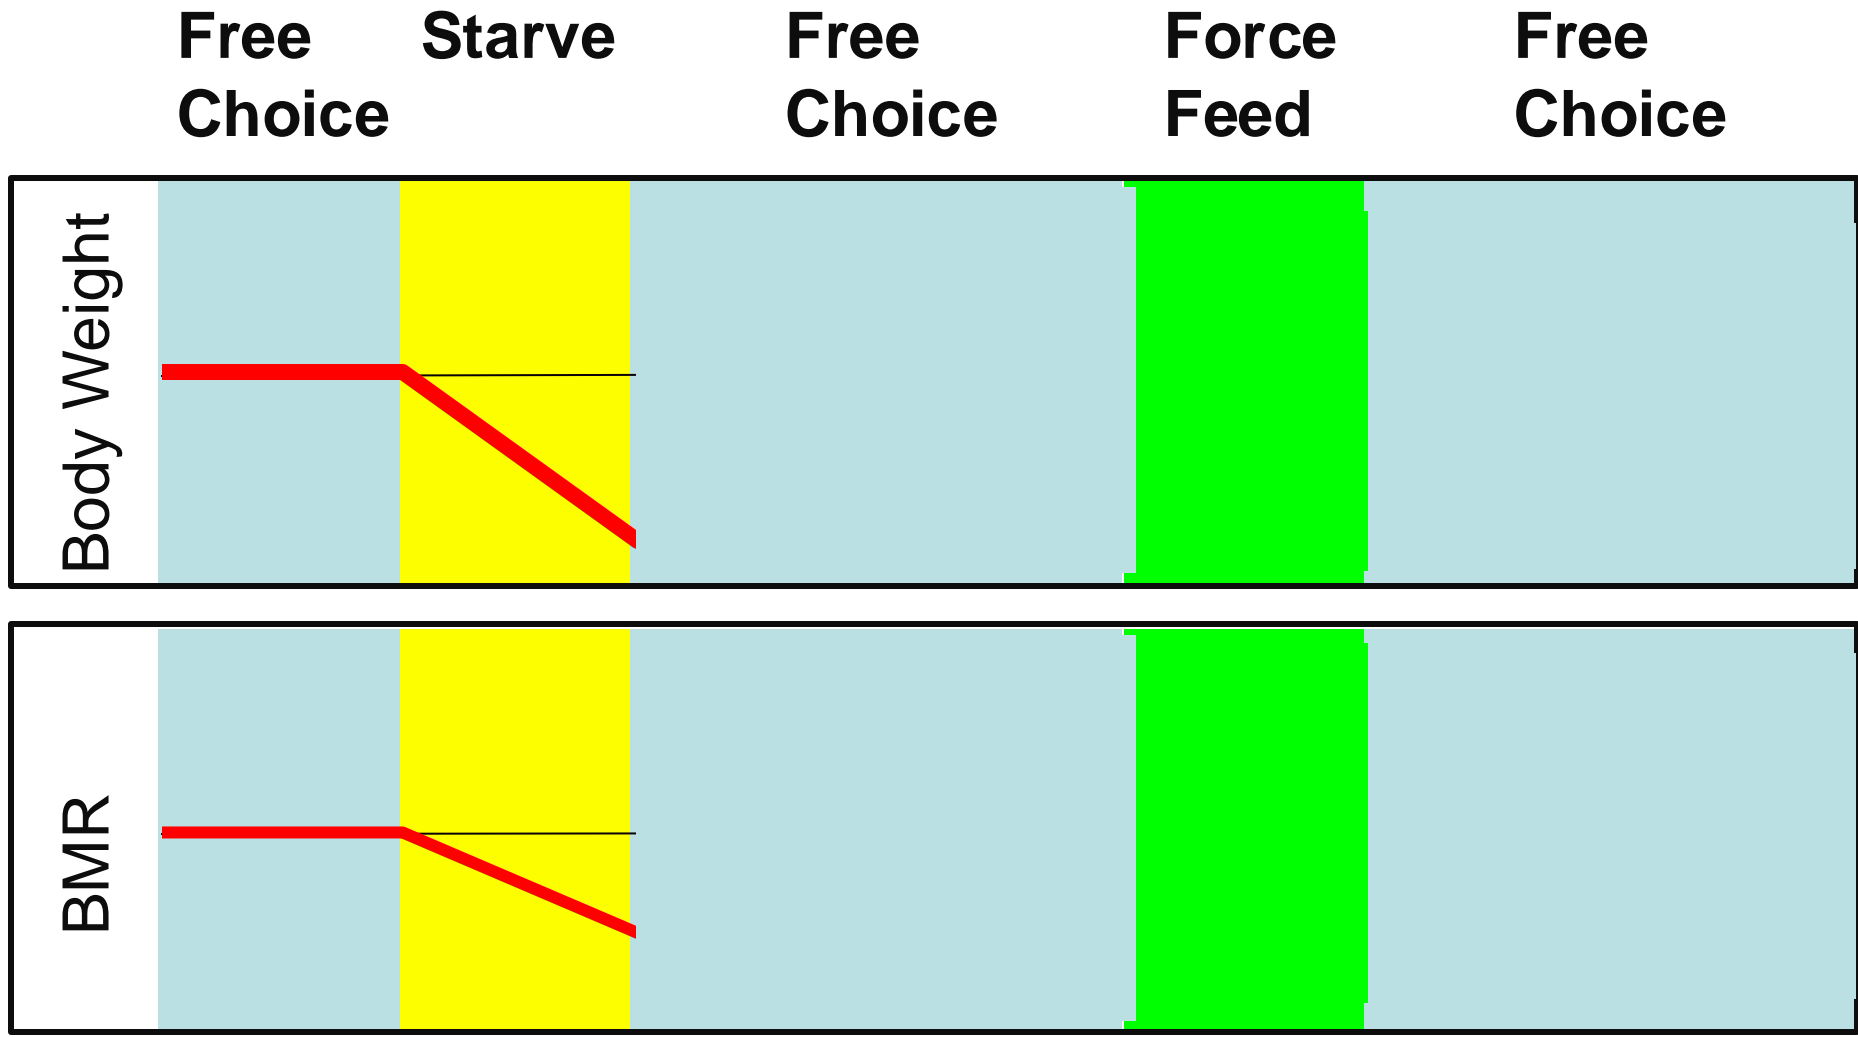 Free
Choice
Starve
Free
Choice
Force
Feed
Free
Choice
Body Weight
BMR